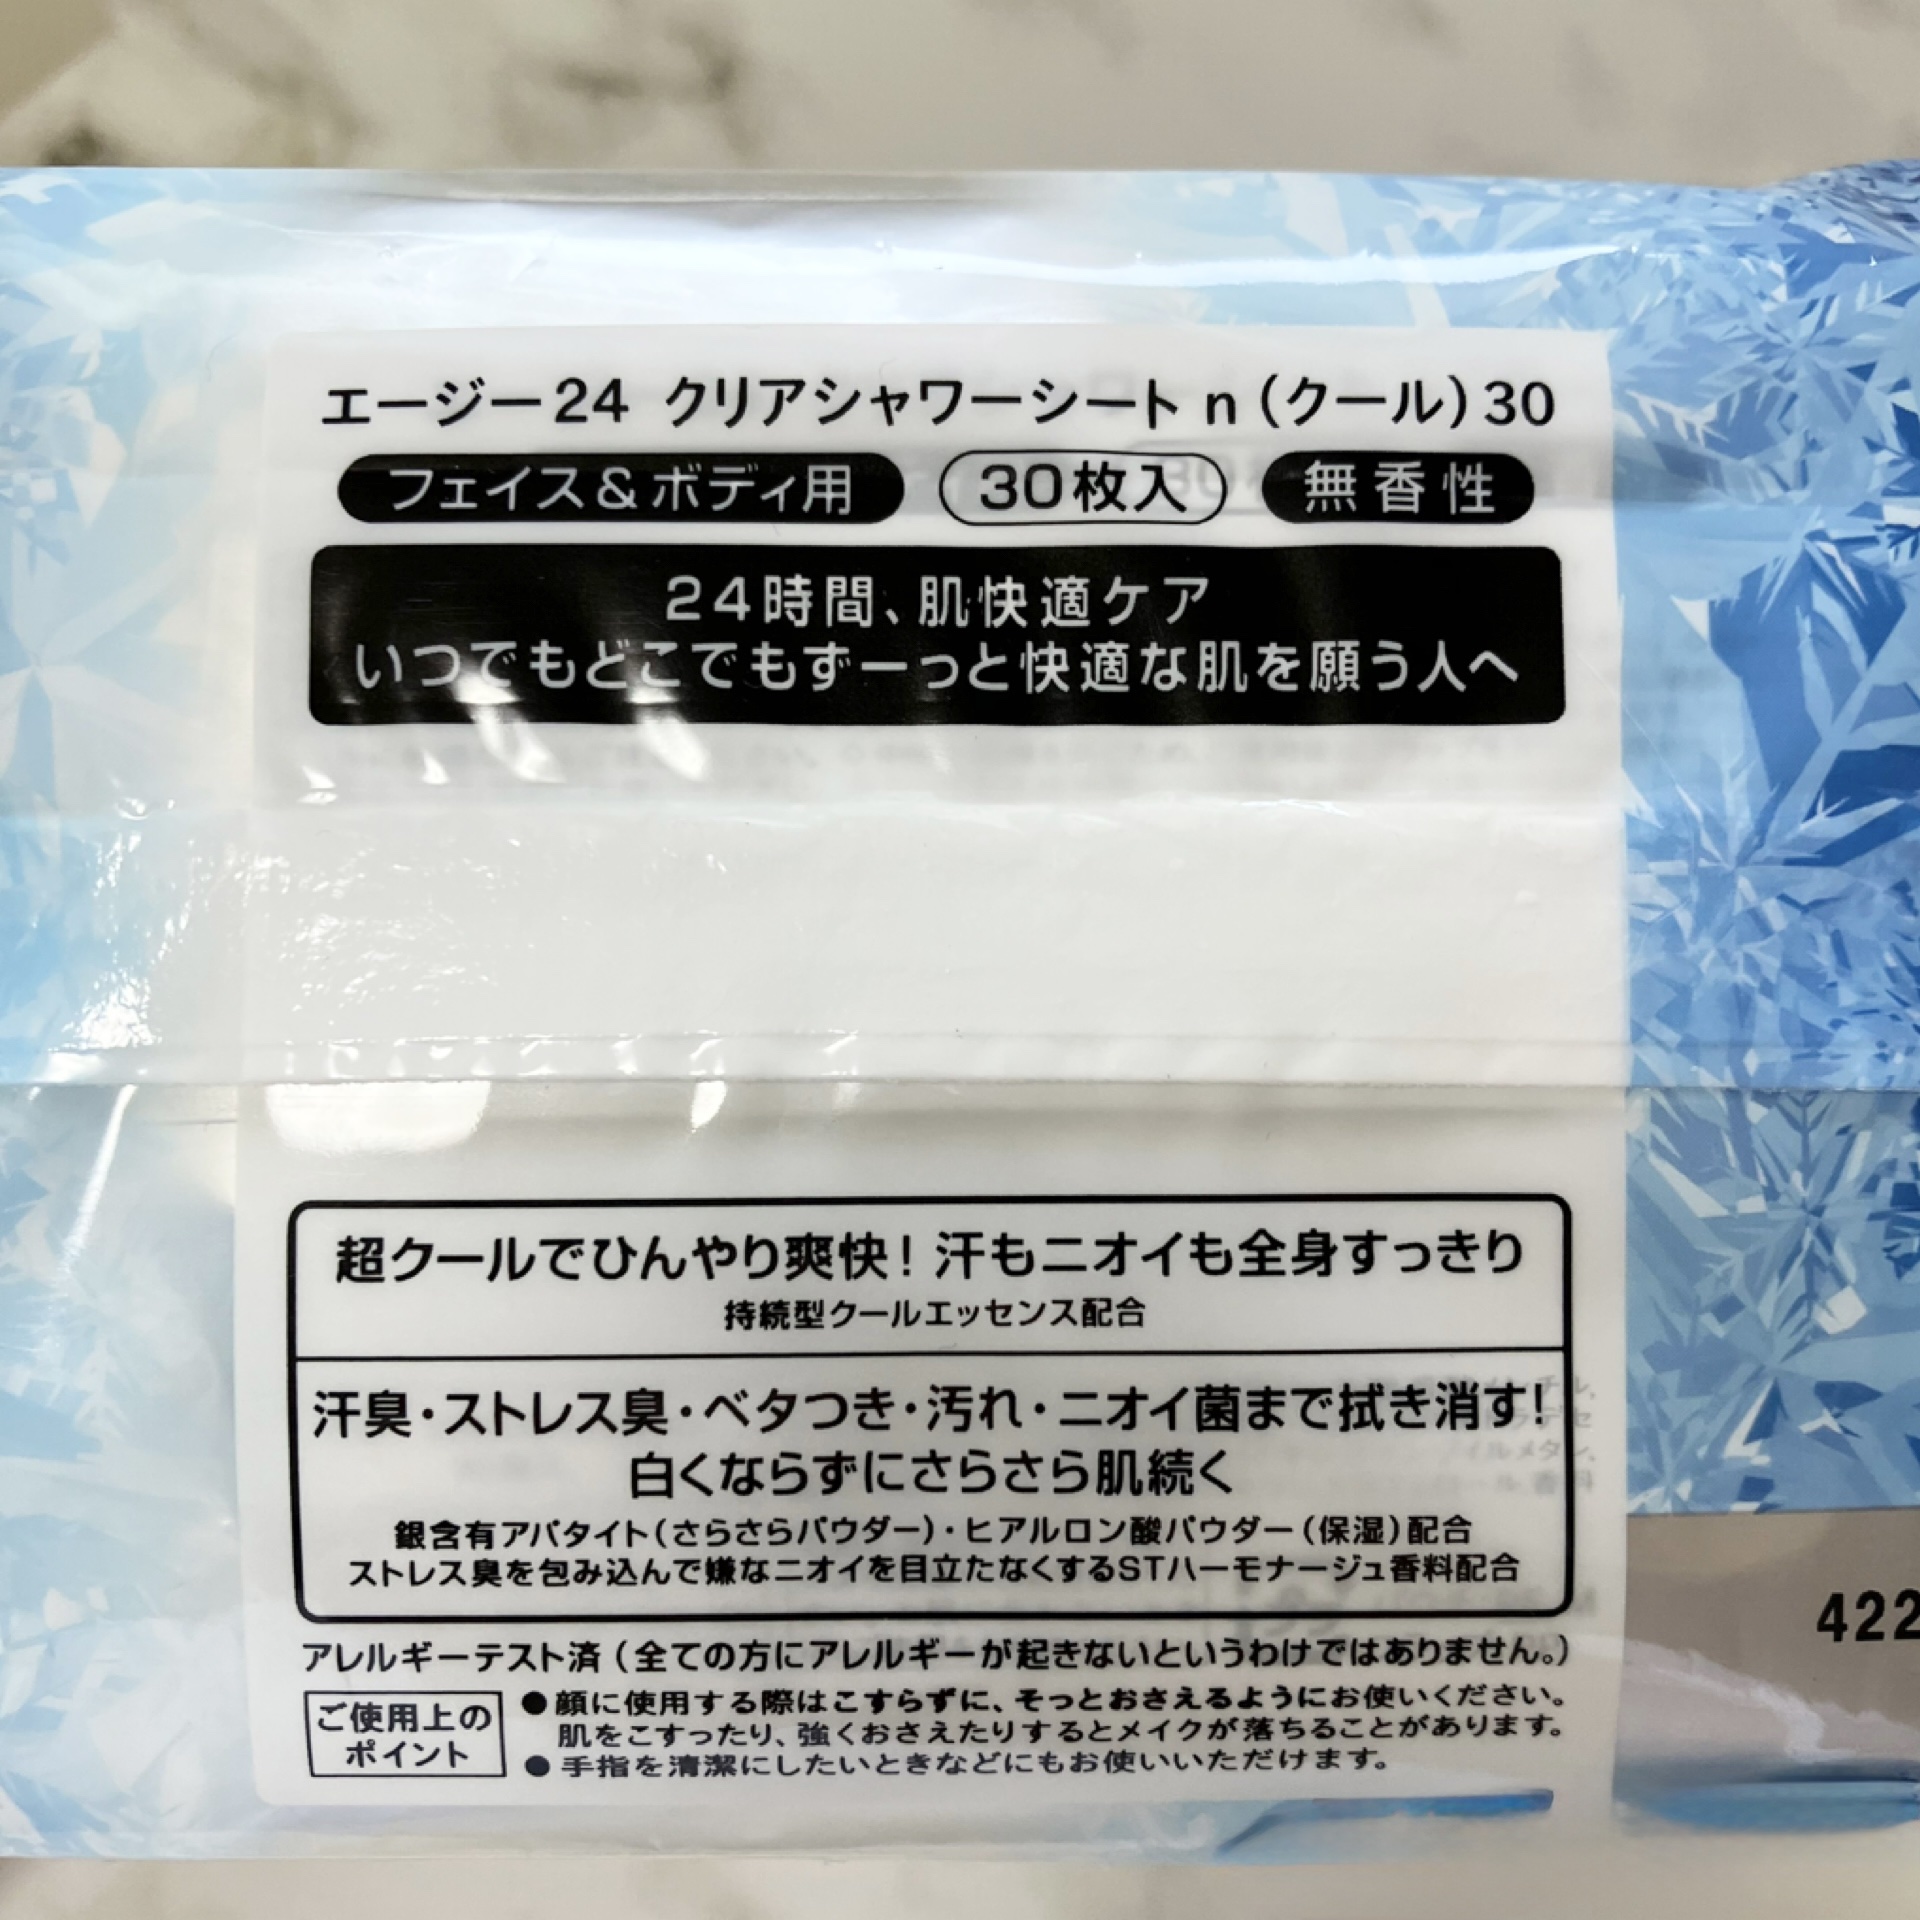 エージー24 クリアシャワーシート n（クール）30
フェイス＆ボディ用 30枚入 無香性
24時間、肌快適ケア
いつでもどこでもずーっと快適な肌を願う人へ
超クールでひんやり爽快！汗もニオイも全身すっきり
持続型クールエッセンス配合
汗臭・ストレス臭・ベタつき・汚れ・ニオイ菌まで拭き消す！
白くならずにさらさら肌続く
銀含有アパタイト（さらさらパウダー）・ヒアルロン酸パウダー（保湿）配合
ストレス臭を包み込んで嫌なニオイを目立たなくするSTハーモナージュ香料配合
422
アレルギーテスト済（全ての方にアレルギーが起きないというわけではありません。）
ご使用上の
ポイント
●顔に使用する際はこすらずに、そっとおさえるようにお使いください。
肌をこすったり、強くおさえたりするとメイクが落ちることがあります。
●手指を清潔にしたいときなどにもお使いいただけます。